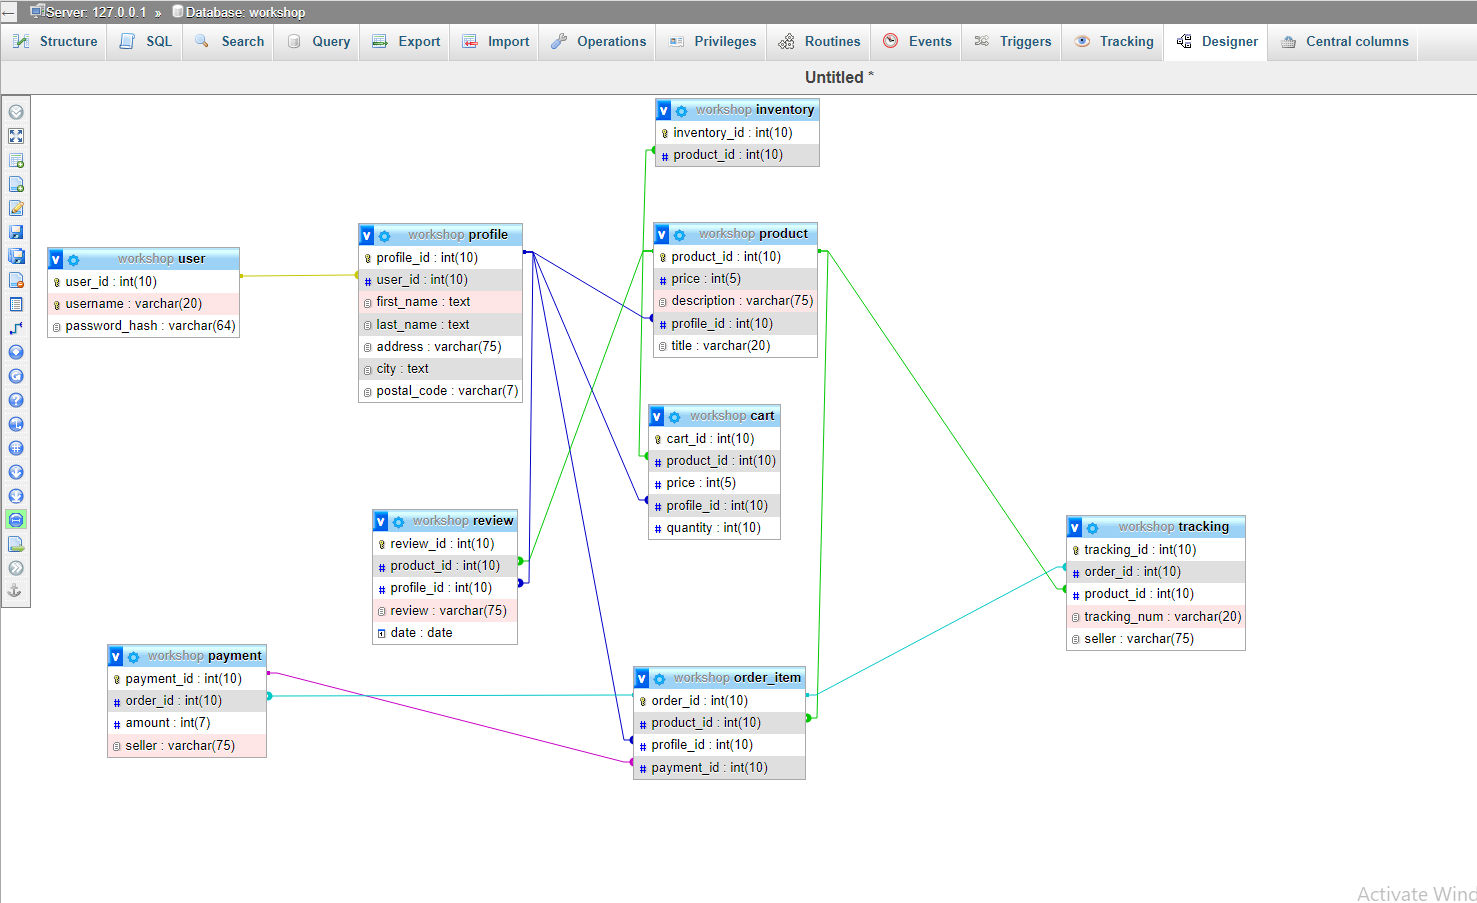 Server: 127.0.0.1 » Database: workshop
Structure SQL Search Query Export Import Operations Privileges Routines Events Triggers Tracking Designer Central columns
Untitled *
workshop inventory
inventory_id : int(10)
product_id : int(10)
workshop user
user_id : int(10)
username : varchar(20)
password_hash : varchar(64)
workshop profile
profile_id : int(10)
user_id : int(10)
first_name : text
last_name : text
address : varchar(75)
city : text
postal_code : varchar(7)
workshop product
product_id : int(10)
price : int(5)
description : varchar(75)
profile_id : int(10)
title : varchar(20)
workshop cart
cart_id : int(10)
product_id : int(10)
price : int(5)
profile_id : int(10)
quantity : int(10)
workshop review
review_id : int(10)
product_id : int(10)
profile_id : int(10)
review : varchar(75)
date : date
workshop tracking
tracking_id : int(10)
order_id : int(10)
product_id : int(10)
tracking_num : varchar(20)
seller : varchar(75)
workshop payment
payment_id : int(10)
order_id : int(10)
amount : int(7)
seller : varchar(75)
workshop order_item
order_id : int(10)
product_id : int(10)
profile_id : int(10)
payment_id : int(10)
Activate Wind